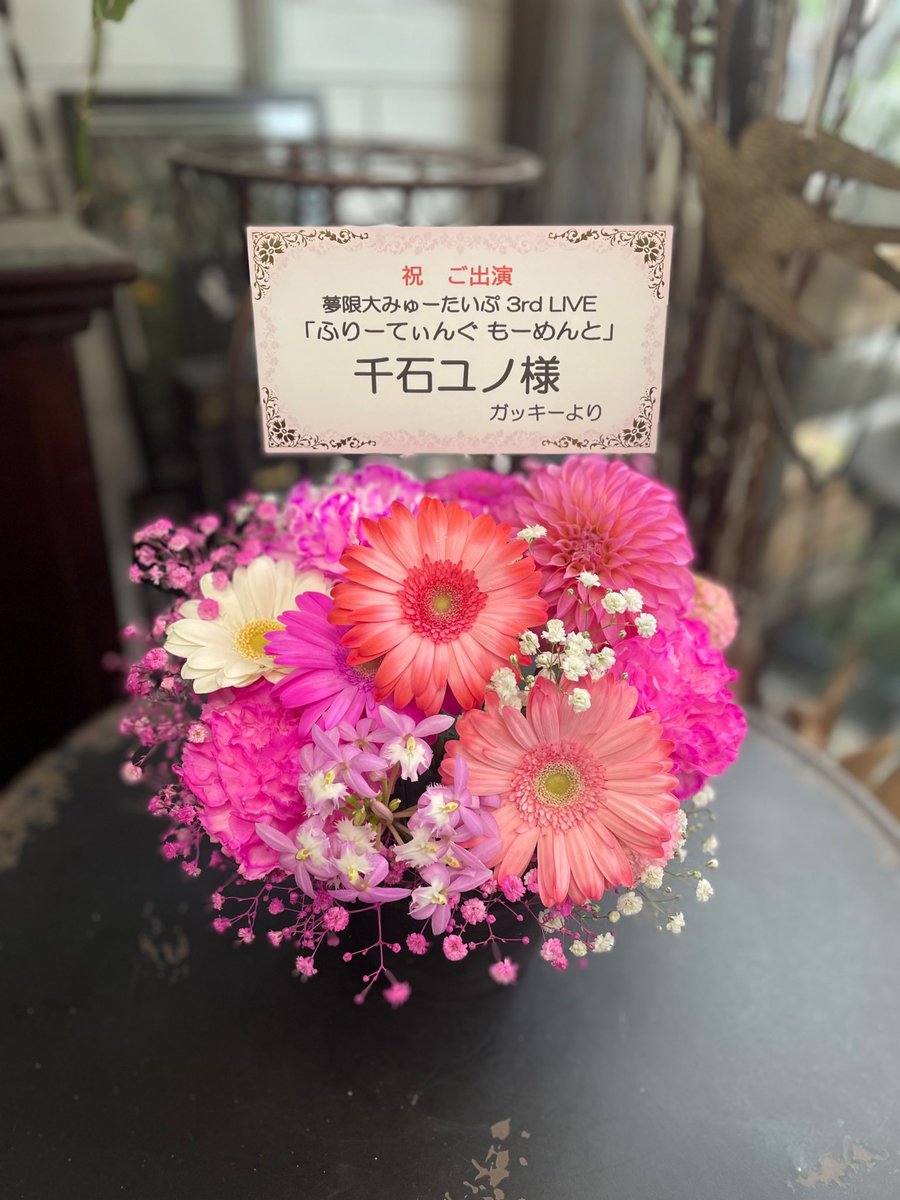 祝　ご出演
夢限大みゅーたいぷ 3rd LIVE
「ふりーてぃんぐ もーめんと」
千石ユノ様
ガッキーより